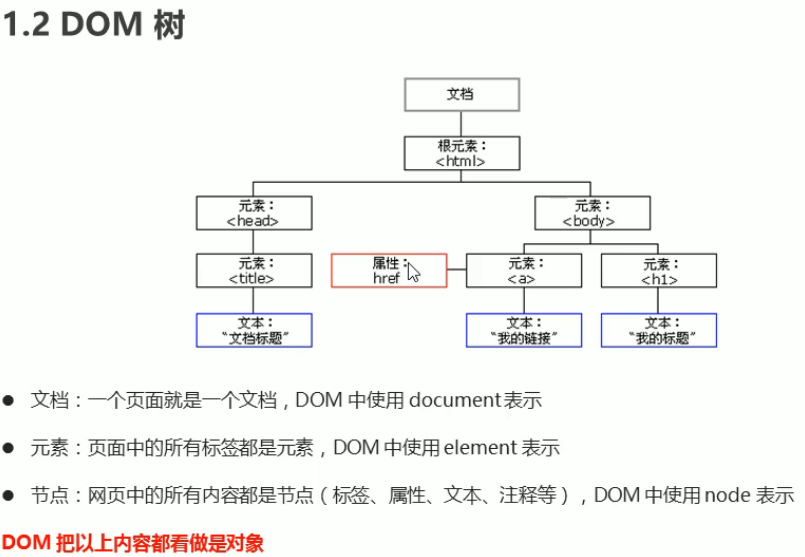 1.2 DOM 树
文档
根元素：
<html>
元素：
<head>
元素：
<body>
元素：
<title>
属性：
href
元素：
<a>
元素：
<h1>
文本：
“文档标题”
文本：
“我的链接”
文本：
“我的标题”
● 文档：一个页面就是一个文档，DOM 中使用 document 表示
● 元素：页面中的所有标签都是元素，DOM 中使用 element 表示
● 节点：网页中的所有内容都是节点（标签、属性、文本、注释等），DOM 中使用 node 表示
DOM 把以上内容都看做是对象